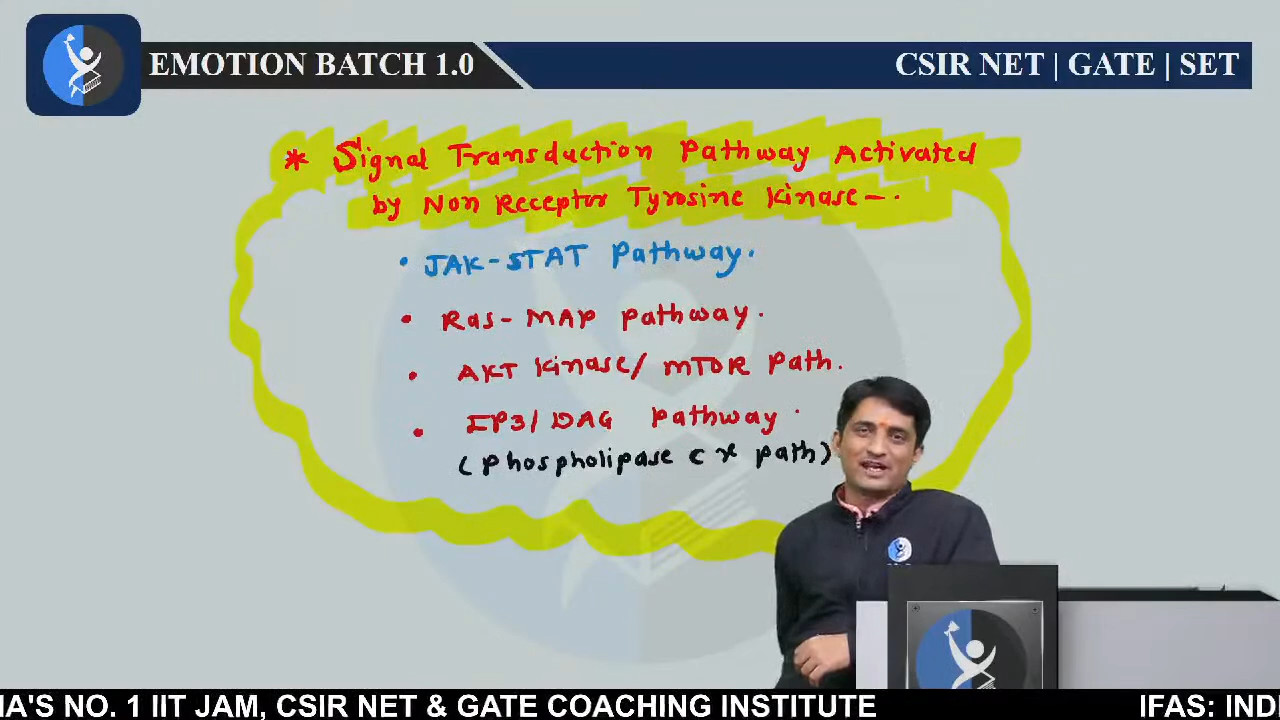 EMOTION BATCH 1.0
CSIR NET | GATE | SET
* Signal Transduction Pathway Activated
by Non Receptor Tyrosine Kinase -.
• JAK-STAT Pathway.
• Ras-MAP pathway.
• AKT Kinase/ MTOR Path.
• IP3/DAG pathway.
(Phospholipase C γ path)
IA'S NO. 1 IIT JAM, CSIR NET & GATE COACHING INSTITUTE
IFAS: IND